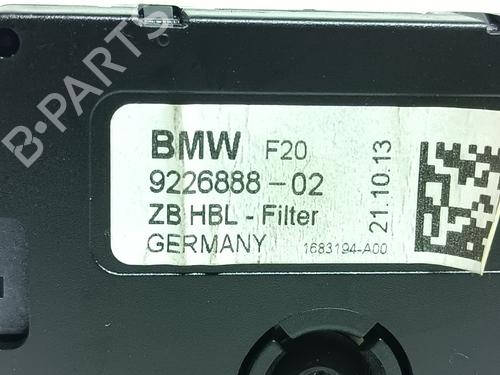 BMW F20
9226888-02
ZB HBL - Filter
GERMANY 1683194-A00
21.10.13
B-PARTS